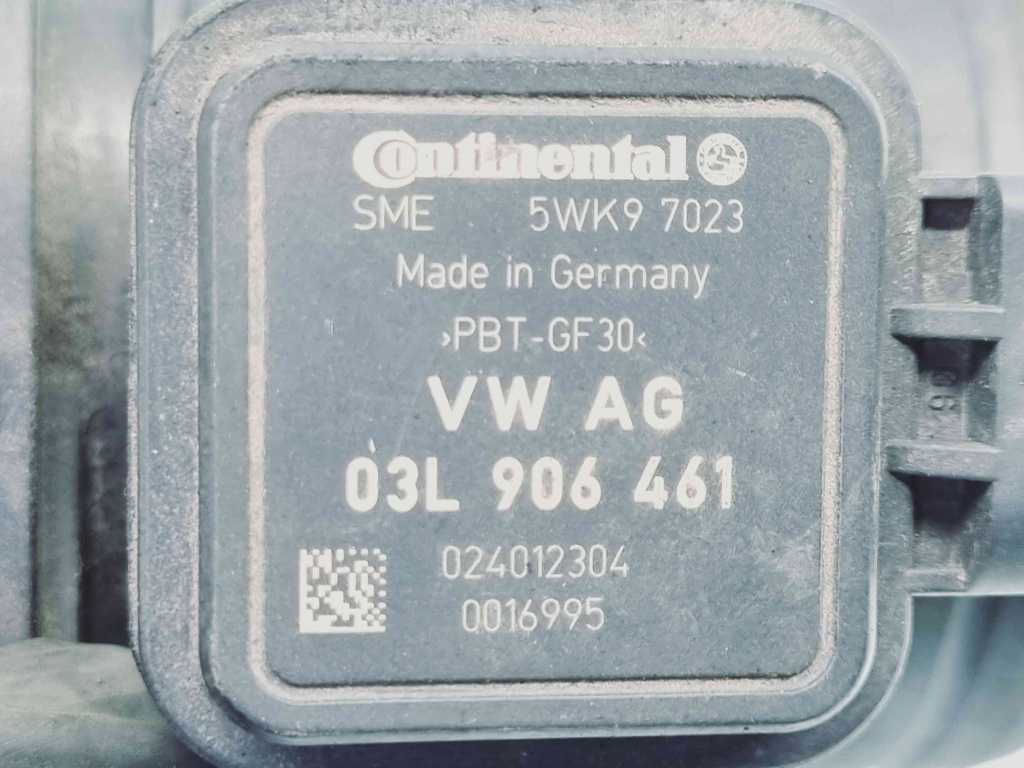 Continental
SME 5WK9 7023
Made in Germany
›PBT-GF30‹
VW AG
03L 906 461
024012304
0016995